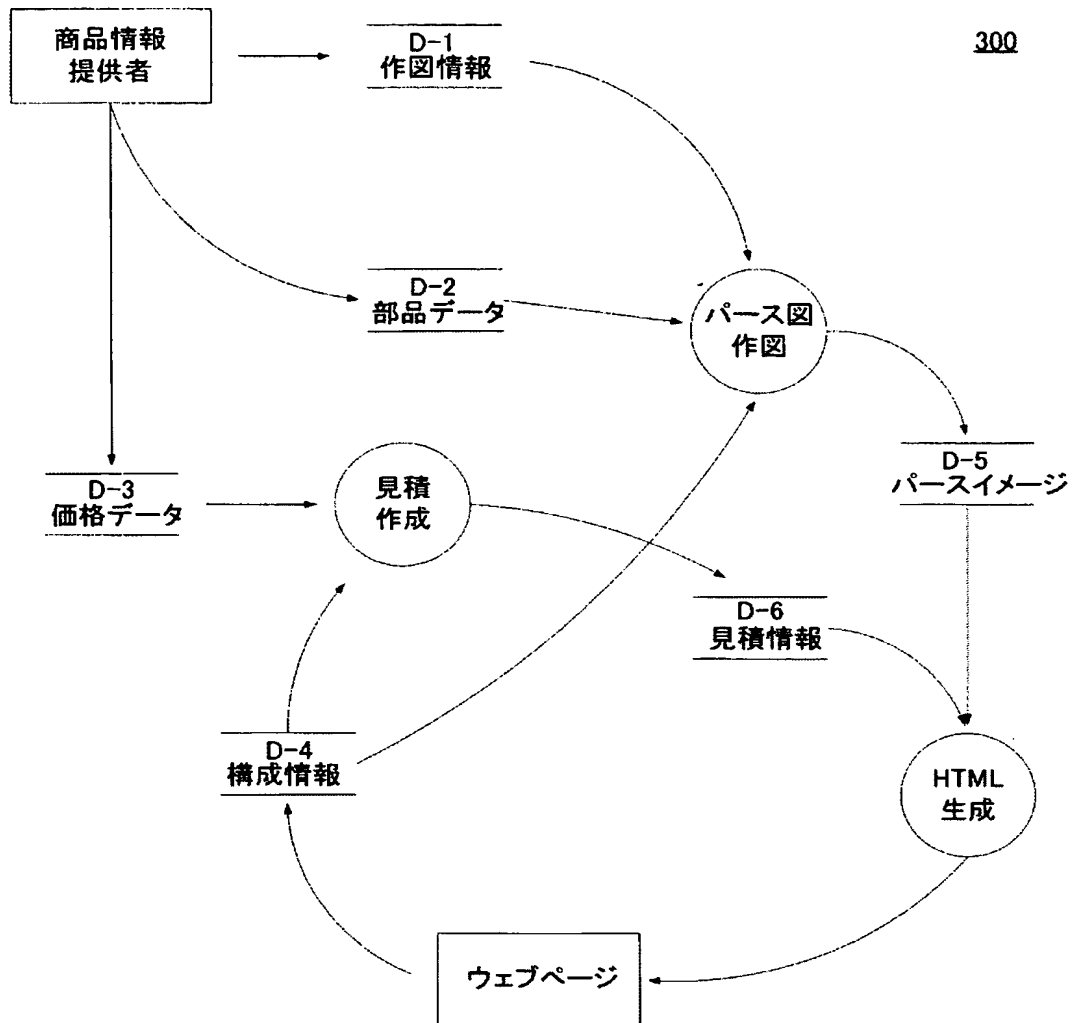 商品情報
提供者
D-1
作図情報
300
D-2
部品データ
パース図
作図
D-3
価格データ
見積
作成
D-5
パースイメージ
D-6
見積情報
D-4
構成情報
HTML
生成
ウェブページ